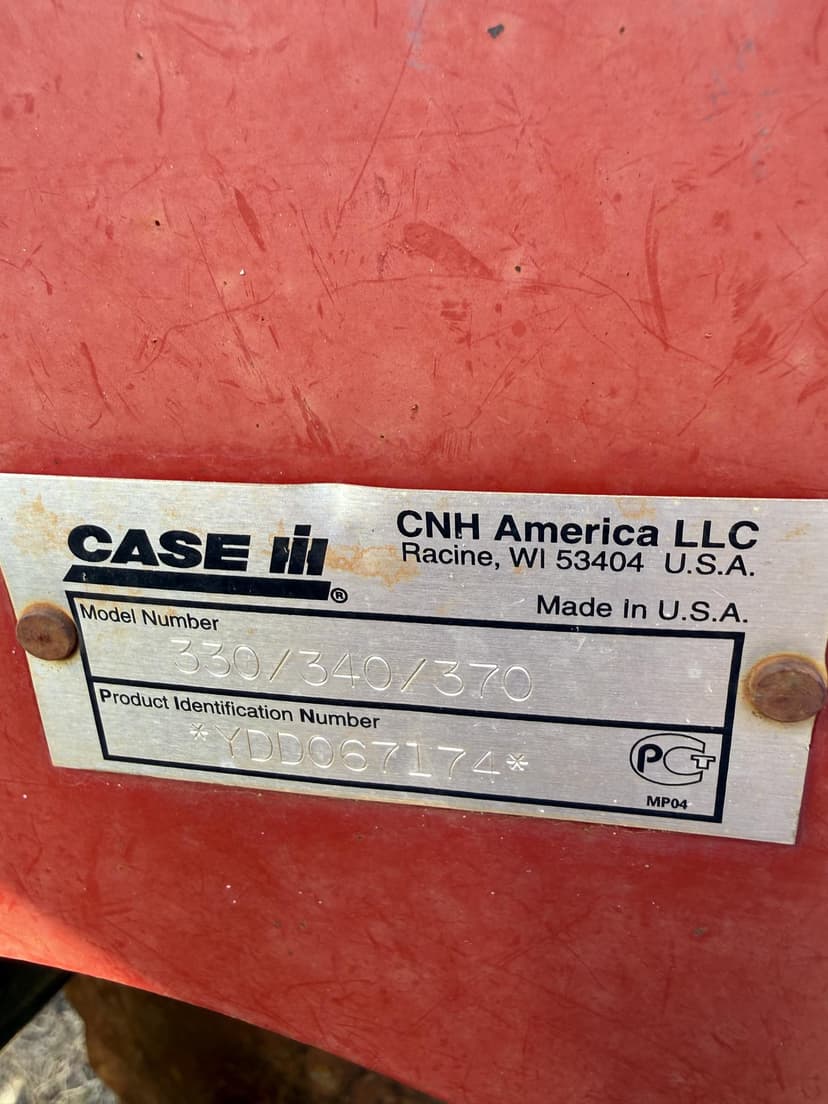 CASE IH®
CNH America LLC
Racine, WI 53404 U.S.A.
Made in U.S.A.
Model Number
330/340/370
Product Identification Number
*YDD067174*
PCT
MP04